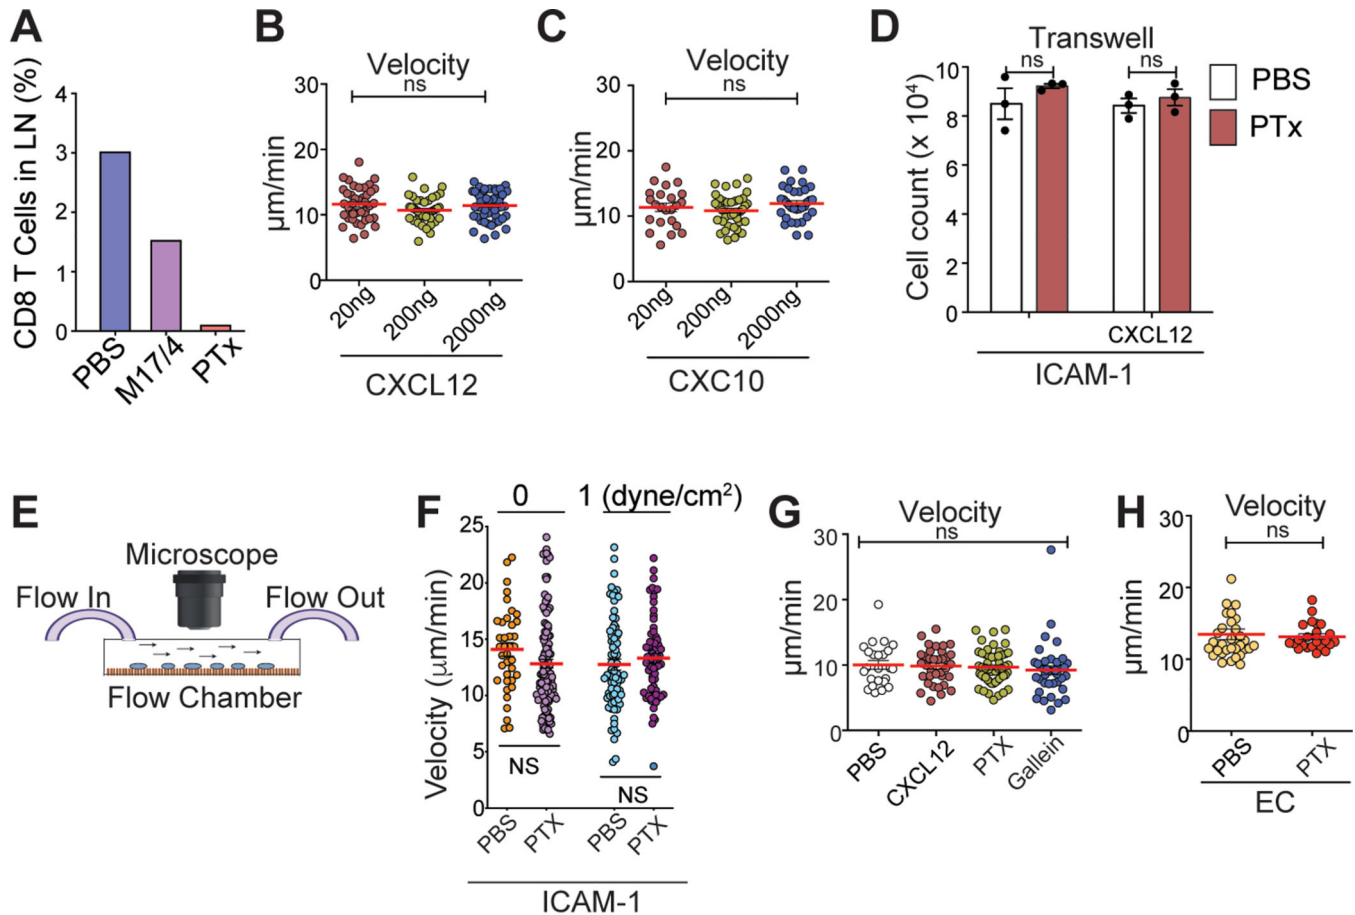 A
CD8 T Cells in LN (%)
4
3
2
1
0
PBS
M17/4
PTx
B
Velocity
ns
µm/min
30
20
10
0
20ng
200ng
2000ng
CXCL12
C
Velocity
ns
µm/min
30
20
10
0
20ng
200ng
2000ng
CXC10
D
Transwell
ns
ns
Cell count (x 10⁴)
10
8
6
4
2
0
CXCL12
ICAM-1
PBS
PTx
E
Microscope
Flow In
Flow Out
Flow Chamber
F
0
1 (dyne/cm²)
Velocity (µm/min)
25
20
15
10
5
0
NS
NS
PBS
PTX
PBS
PTX
ICAM-1
G
Velocity
ns
µm/min
30
20
10
0
PBS
CXCL12
PTX
Gallein
H
Velocity
ns
µm/min
30
20
10
0
PBS
PTX
EC